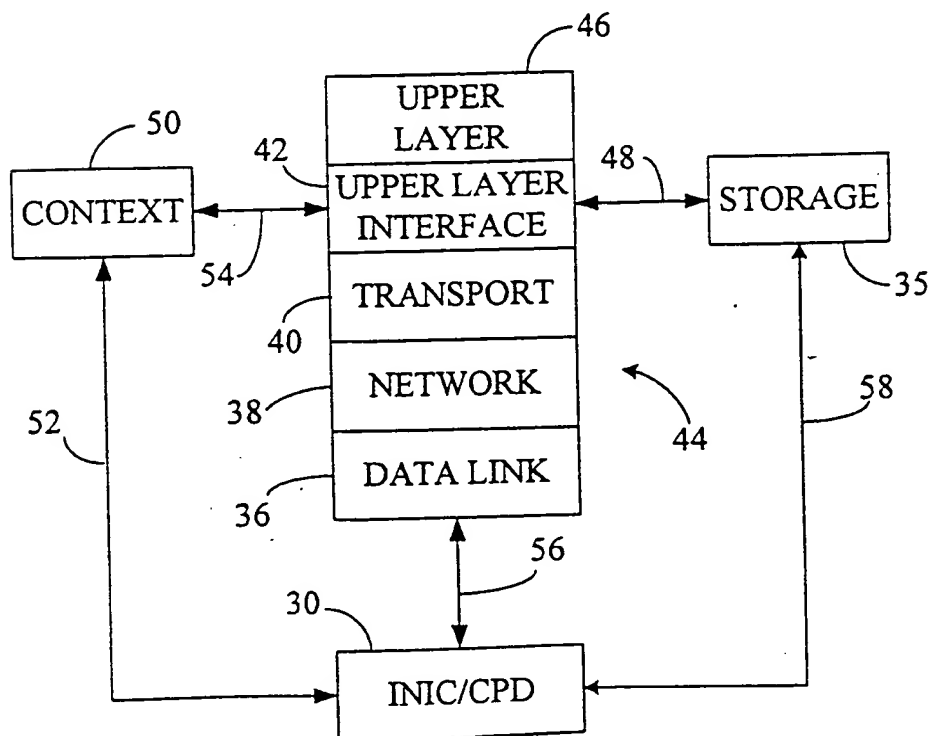 46
UPPER
LAYER
50
42
48
CONTEXT
UPPER LAYER
INTERFACE
STORAGE
54
35
TRANSPORT
40
NETWORK
38
58
52
44
DATA LINK
36
56
30
INIC/CPD